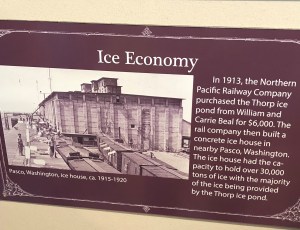 Ice Economy
In 1913, the Northern
Pacific Railway Company
purchased the Thorp ice
pond from William and
Carrie Beal for $6,000. The
rail company then built a
concrete ice house in
nearby Pasco, Washington.
The ice house had the ca-
pacity to hold over 30,000
tons of ice with the majority
of the ice being provided
by the Thorp ice pond.
Pasco, Washington, ice house, ca. 1915-1920